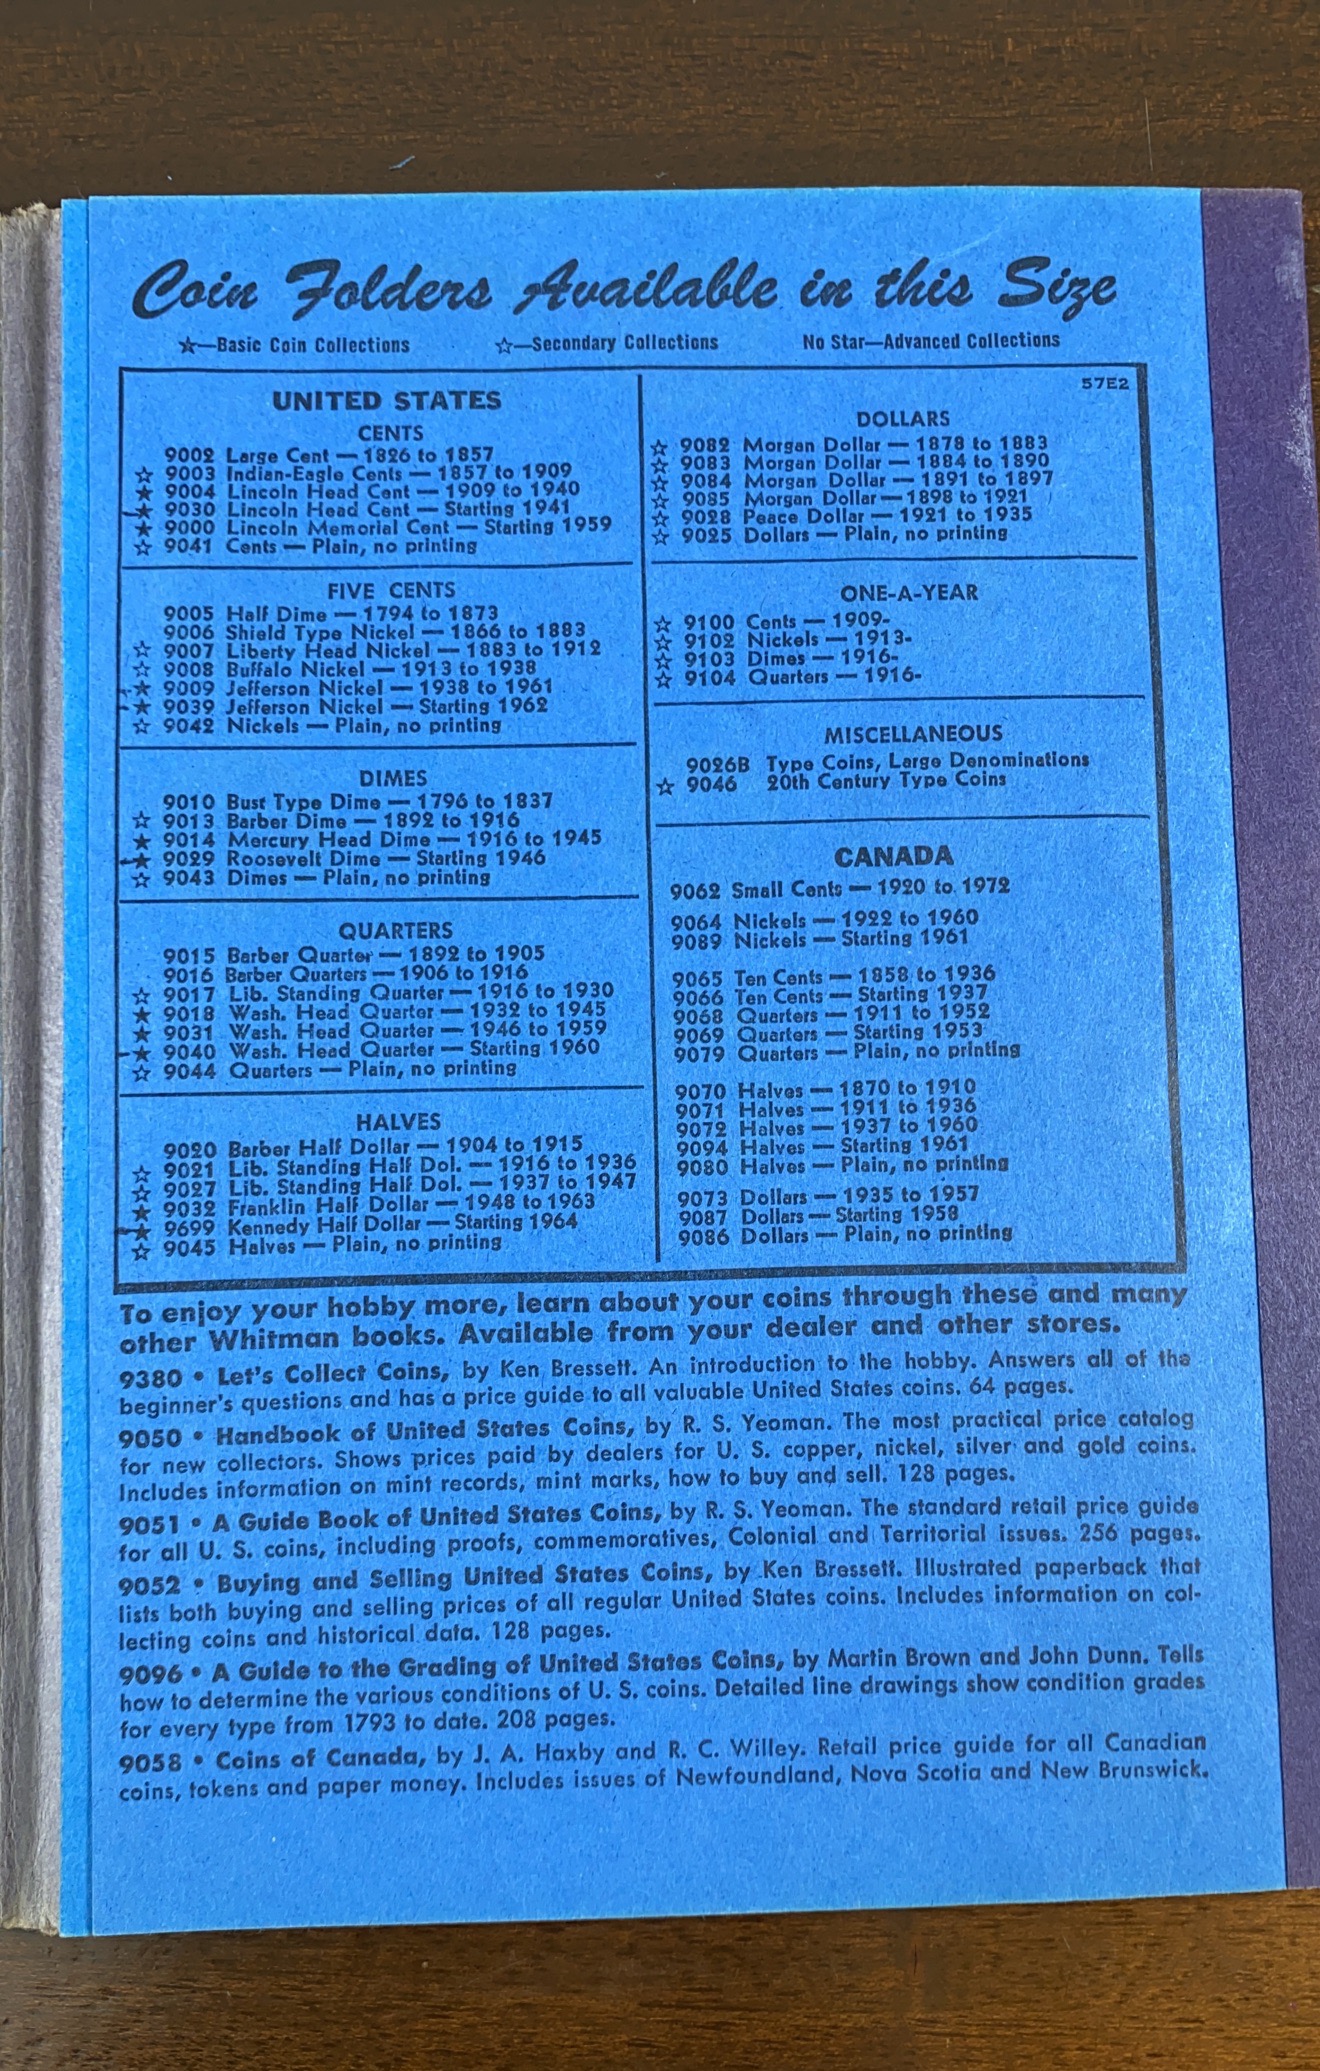 Coin Folders Available in this Size
★—Basic Coin Collections ☆—Secondary Collections No Star—Advanced Collections
UNITED STATES
CENTS
9002 Large Cent — 1826 to 1857
☆ 9003 Indian-Eagle Cents — 1857 to 1909
★ 9004 Lincoln Head Cent — 1909 to 1940
★ 9030 Lincoln Head Cent — Starting 1941
★ 9000 Lincoln Memorial Cent — Starting 1959
☆ 9041 Cents — Plain, no printing
FIVE CENTS
9005 Half Dime — 1794 to 1873
9006 Shield Type Nickel — 1866 to 1883
☆ 9007 Liberty Head Nickel — 1883 to 1912
☆ 9008 Buffalo Nickel — 1913 to 1938
★ 9009 Jefferson Nickel — 1938 to 1961
★ 9039 Jefferson Nickel — Starting 1962
☆ 9042 Nickels — Plain, no printing
DIMES
9010 Bust Type Dime — 1796 to 1837
☆ 9013 Barber Dime — 1892 to 1916
★ 9014 Mercury Head Dime — 1916 to 1945
★ 9029 Roosevelt Dime — Starting 1946
☆ 9043 Dimes — Plain, no printing
QUARTERS
9015 Barber Quarter — 1892 to 1905
9016 Barber Quarters — 1906 to 1916
☆ 9017 Lib. Standing Quarter — 1916 to 1930
★ 9018 Wash. Head Quarter — 1932 to 1945
★ 9031 Wash. Head Quarter — 1946 to 1959
★ 9040 Wash. Head Quarter — Starting 1960
☆ 9044 Quarters — Plain, no printing
HALVES
9020 Barber Half Dollar — 1904 to 1915
☆ 9021 Lib. Standing Half Dol. — 1916 to 1936
☆ 9027 Lib. Standing Half Dol. — 1937 to 1947
★ 9032 Franklin Half Dollar — 1948 to 1963
★ 9699 Kennedy Half Dollar — Starting 1964
☆ 9045 Halves — Plain, no printing
57E2
DOLLARS
☆ 9082 Morgan Dollar — 1878 to 1883
☆ 9083 Morgan Dollar — 1884 to 1890
☆ 9084 Morgan Dollar — 1891 to 1897
☆ 9085 Morgan Dollar — 1898 to 1921
☆ 9028 Peace Dollar — 1921 to 1935
☆ 9025 Dollars — Plain, no printing
ONE-A-YEAR
☆ 9100 Cents — 1909-
☆ 9102 Nickels — 1913-
☆ 9103 Dimes — 1916-
☆ 9104 Quarters — 1916-
MISCELLANEOUS
9026B Type Coins, Large Denominations
☆ 9046 20th Century Type Coins
CANADA
9062 Small Cents — 1920 to 1972
9064 Nickels — 1922 to 1960
9089 Nickels — Starting 1961
9065 Ten Cents — 1858 to 1936
9066 Ten Cents — Starting 1937
9068 Quarters — 1911 to 1952
9069 Quarters — Starting 1953
9079 Quarters — Plain, no printing
9070 Halves — 1870 to 1910
9071 Halves — 1911 to 1936
9072 Halves — 1937 to 1960
9094 Halves — Starting 1961
9080 Halves — Plain, no printing
9073 Dollars — 1935 to 1957
9087 Dollars — Starting 1958
9086 Dollars — Plain, no printing
To enjoy your hobby more, learn about your coins through these and many
other Whitman books. Available from your dealer and other stores.
9380 • Let's Collect Coins, by Ken Bressett. An introduction to the hobby. Answers all of the
beginner's questions and has a price guide to all valuable United States coins. 64 pages.
9050 • Handbook of United States Coins, by R. S. Yeoman. The most practical price catalog
for new collectors. Shows prices paid by dealers for U. S. copper, nickel, silver and gold coins.
Includes information on mint records, mint marks, how to buy and sell. 128 pages.
9051 • A Guide Book of United States Coins, by R. S. Yeoman. The standard retail price guide
for all U. S. coins, including proofs, commemoratives, Colonial and Territorial issues. 256 pages.
9052 • Buying and Selling United States Coins, by Ken Bressett. Illustrated paperback that
lists both buying and selling prices of all regular United States coins. Includes information on col-
lecting coins and historical data. 128 pages.
9096 • A Guide to the Grading of United States Coins, by Martin Brown and John Dunn. Tells
how to determine the various conditions of U. S. coins. Detailed line drawings show condition grades
for every type from 1793 to date. 208 pages.
9058 • Coins of Canada, by J. A. Haxby and R. C. Willey. Retail price guide for all Canadian
coins, tokens and paper money. Includes issues of Newfoundland, Nova Scotia and New Brunswick.